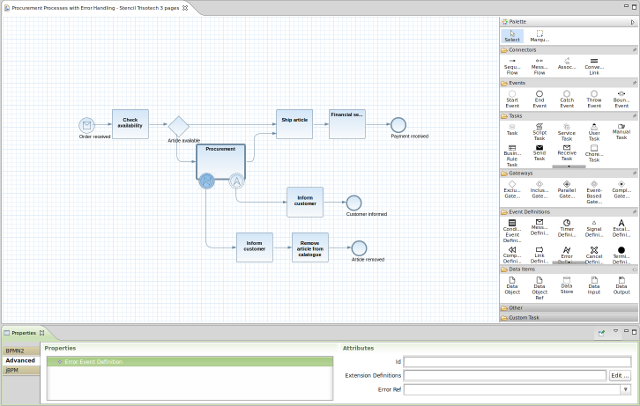 Procurement Processes with Error Handling - Stencil Trisotech 3 pages
Palette
Select
Marqu...
Connectors
Sequ... Flow
Mess... Flow
Assoc...
Conve... Link
Events
Start Event
End Event
Catch Event
Throw Event
Boun... Event
Tasks
Task
Script Task
Service Task
User Task
Manual Task
Busin... Rule Task
Send Task
Receive Task
Chore... Task
Gateways
Exclu... Gate...
Inclus... Gate...
Parallel Gate...
Event-Based Gate...
Compl... Gate...
Event Definitions
Condi... Event Defini...
Mess... Defini...
Timer Defini...
Signal Defini...
Escal... Defini...
Comp... Defini...
Link Defini...
Error Defini...
Cancel Defini...
Termi... Defini...
Data Items
Data Object
Data Object Ref
Data Store
Data Input
Data Output
Other
Custom Task
Order received
Check availability
Article available
Procurement
Ship article
Financial se...
Payment received
Inform customer
Customer informed
Inform customer
Remove article from catalogue
Article removed
Properties
BPMN2
Advanced
jBPM
Properties
Error Event Definition
Attributes
Id
Extension Definitions
Edit ...
Error Ref